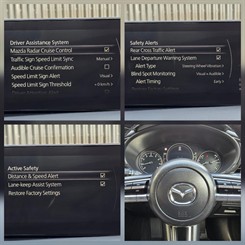 Driver Assistance System
Mazda Radar Cruise Control
Traffic Sign Speed Limit Sync Manual
Audible Cruise Confirmation
Speed Limit Sign Alert Visual
Speed Limit Sign Threshold
Safety Alerts
Rear Cross Traffic Alert
Lane Departure Warning System
Alert Type Steering Wheel Vibration
Blind Spot Monitoring Visual + Audible
Alert Timing Early
Active Safety
Distance & Speed Alert
Lane-keep Assist System
Restore Factory Settings